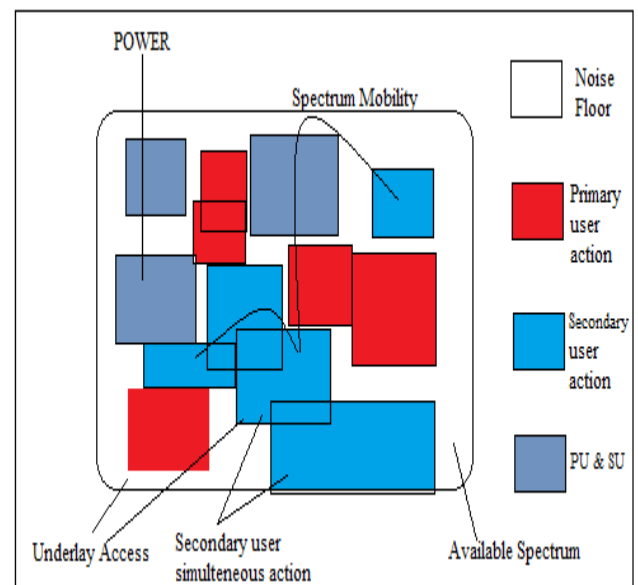 POWER
Spectrum Mobility
Noise
Floor
Primary
user
action
Secondary
user
action
PU & SU
Underlay Access
Secondary user
simulteneous action
Available Spectrum